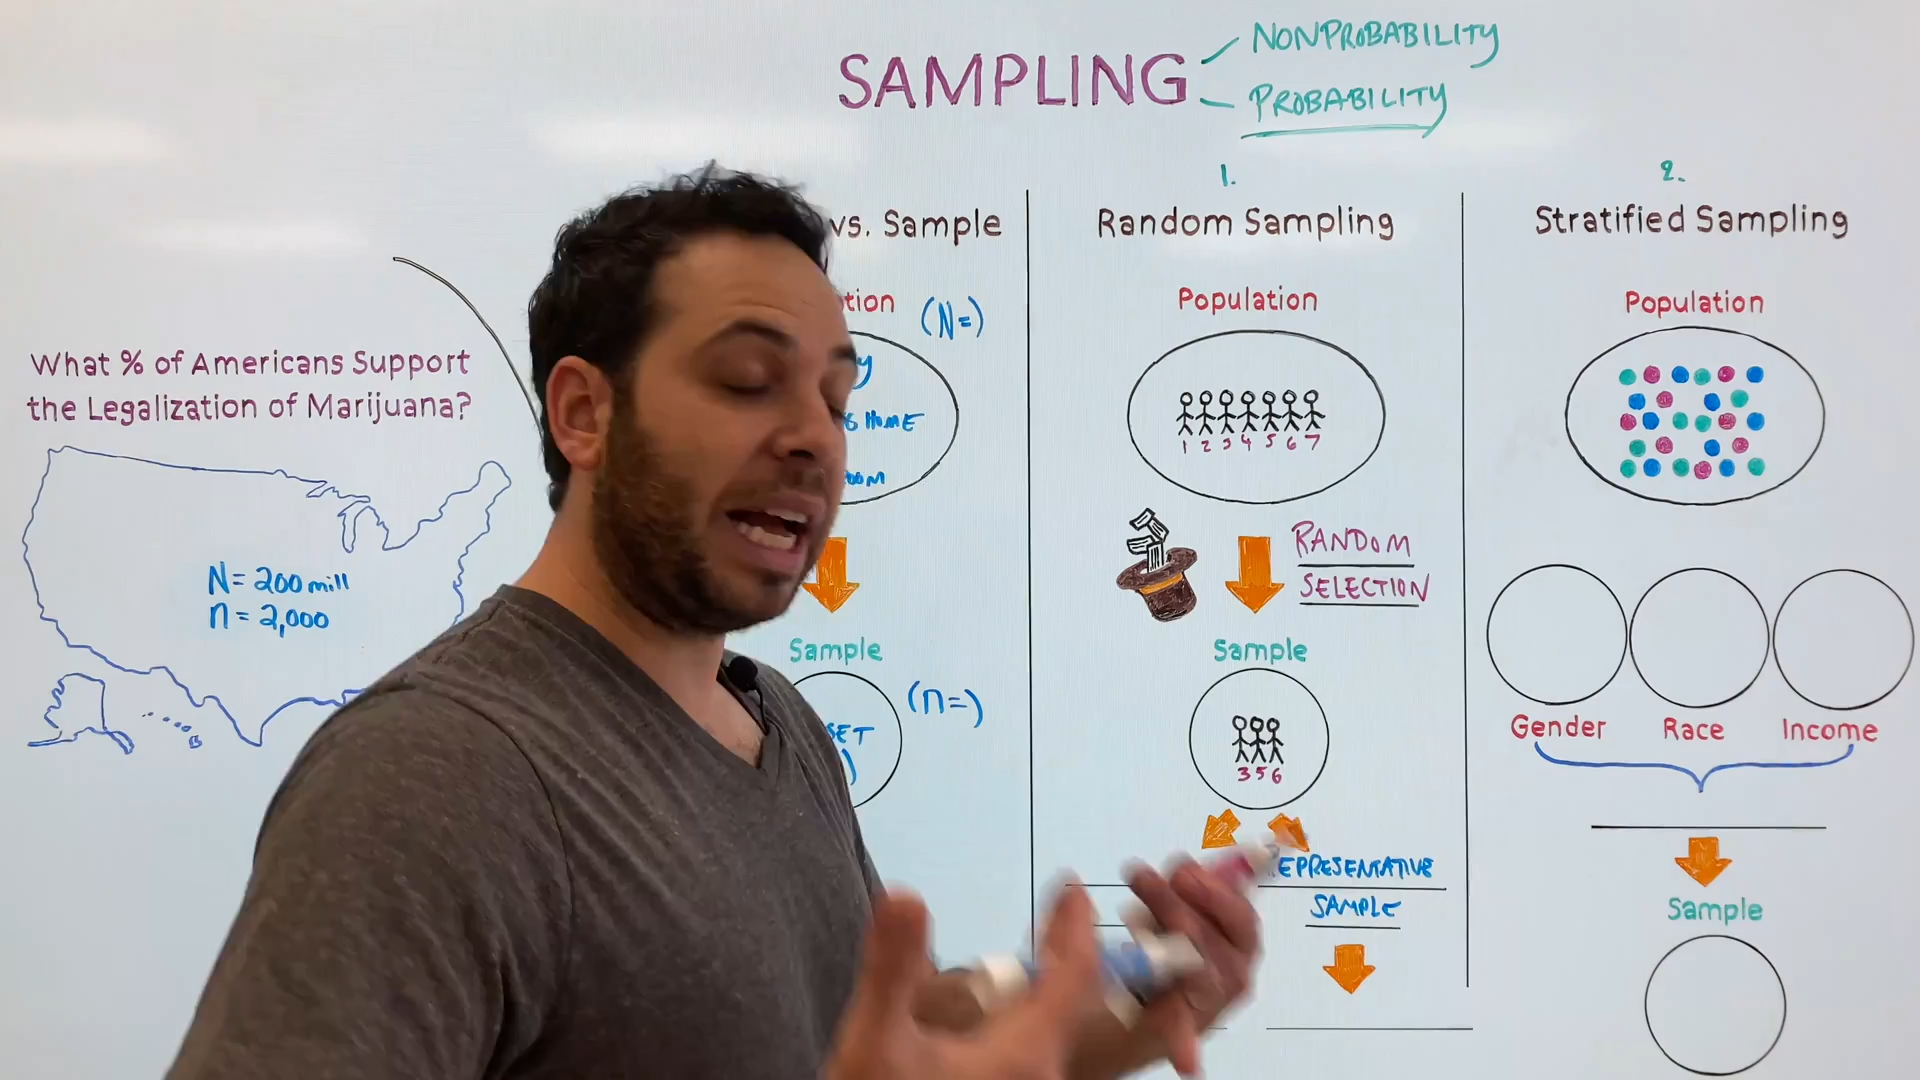 SAMPLING
NONPROBABILITY
PROBABILITY
What % of Americans Support
the Legalization of Marijuana?
N= 200 mill
n = 2,000
vs. Sample
(N=)
HOME
Sample
(n=)
1.
Random Sampling
Population
1 2 3 4 5 6 7
RANDOM
SELECTION
Sample
3 5 6
SAMPLE
2.
Stratified Sampling
Population
Gender Race Income
Sample